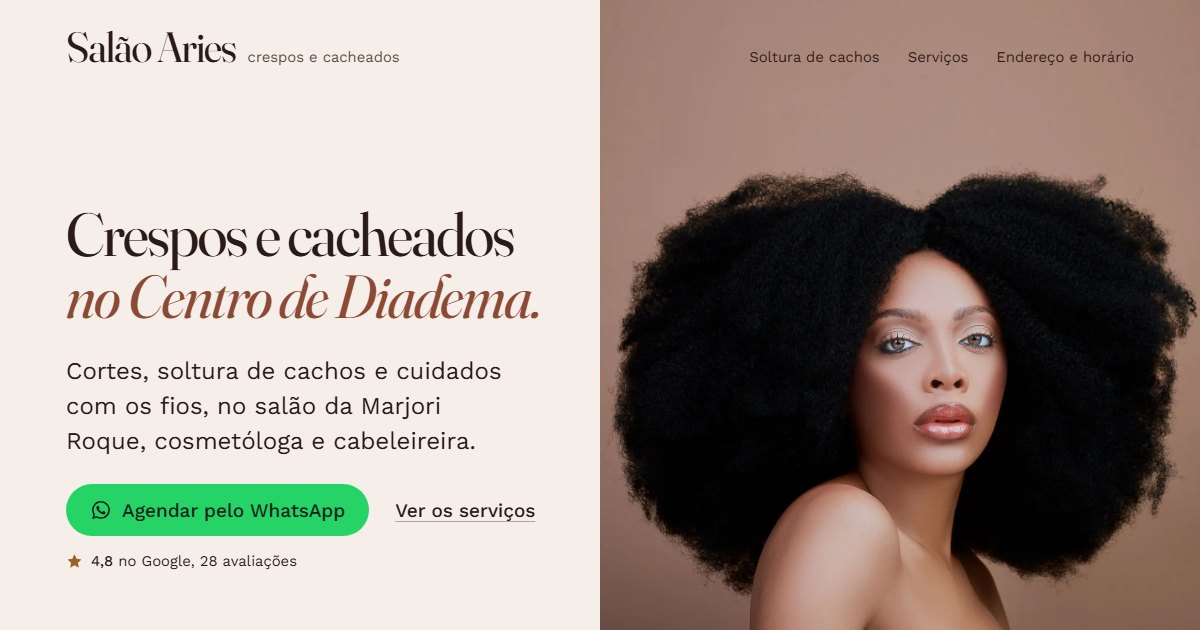 Salão Aries crespos e cacheados
Soltura de cachos Serviços Endereço e horário
Crespos e cacheados
no Centro de Diadema.
Cortes, soltura de cachos e cuidados
com os fios, no salão da Marjori
Roque, cosmetóloga e cabeleireira.
Agendar pelo WhatsApp Ver os serviços
4,8 no Google, 28 avaliações